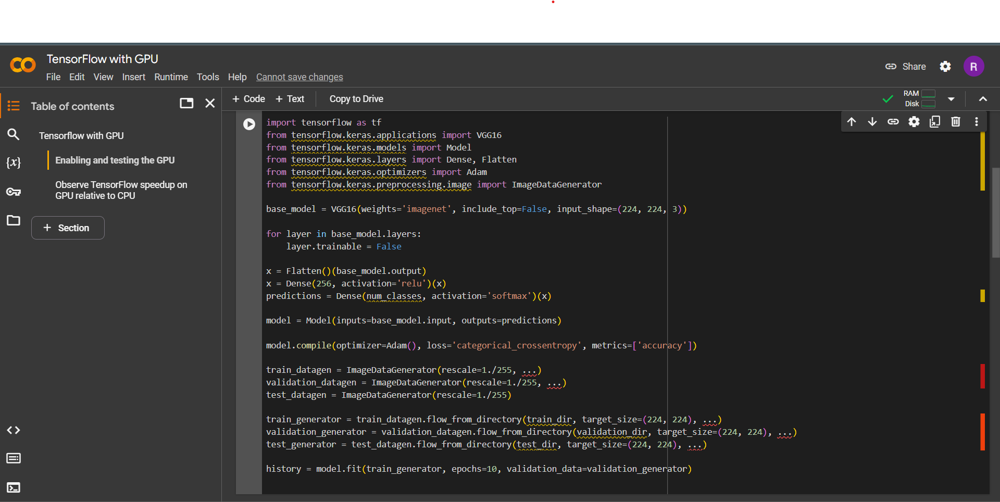 TensorFlow with GPU
File Edit View Insert Runtime Tools Help Cannot save changes
Share
R
Table of contents
+ Code + Text Copy to Drive
RAM
Disk
Tensorflow with GPU
Enabling and testing the GPU
Observe TensorFlow speedup on
GPU relative to CPU
+ Section
{x}
import tensorflow as tf
from tensorflow.keras.applications import VGG16
from tensorflow.keras.models import Model
from tensorflow.keras.layers import Dense, Flatten
from tensorflow.keras.optimizers import Adam
from tensorflow.keras.preprocessing.image import ImageDataGenerator
base_model = VGG16(weights='imagenet', include_top=False, input_shape=(224, 224, 3))
for layer in base_model.layers:
    layer.trainable = False
x = Flatten()(base_model.output)
x = Dense(256, activation='relu')(x)
predictions = Dense(num_classes, activation='softmax')(x)
model = Model(inputs=base_model.input, outputs=predictions)
model.compile(optimizer=Adam(), loss='categorical_crossentropy', metrics=['accuracy'])
train_datagen = ImageDataGenerator(rescale=1./255, ...)
validation_datagen = ImageDataGenerator(rescale=1./255, ...)
test_datagen = ImageDataGenerator(rescale=1./255)
train_generator = train_datagen.flow_from_directory(train_dir, target_size=(224, 224), ...)
validation_generator = validation_datagen.flow_from_directory(validation_dir, target_size=(224, 224), ...)
test_generator = test_datagen.flow_from_directory(test_dir, target_size=(224, 224), ...)
history = model.fit(train_generator, epochs=10, validation_data=validation_generator)